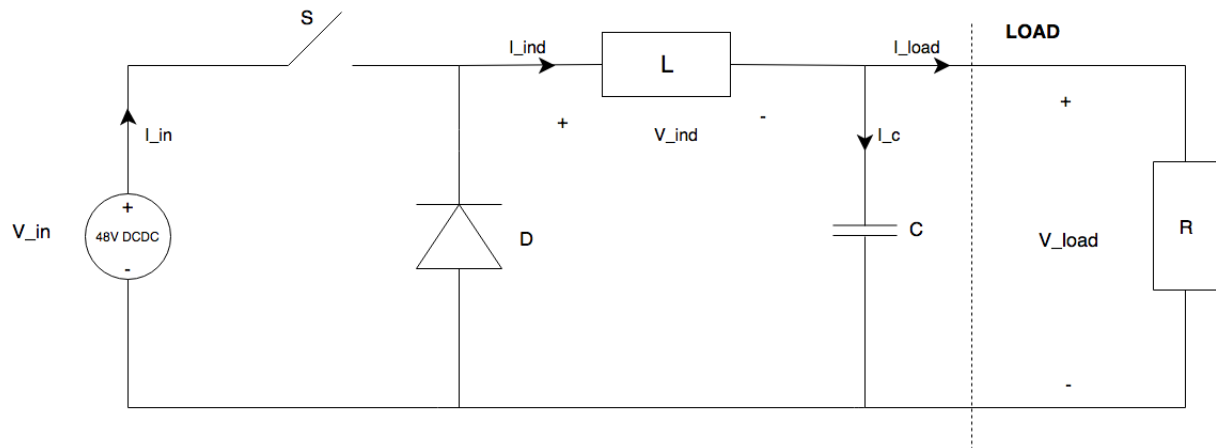 S
LOAD
I_ind
I_load
L
+
I_in
+
-
V_ind
I_c
+
V_in
48V DCDC
-
D
C
V_load
R
-